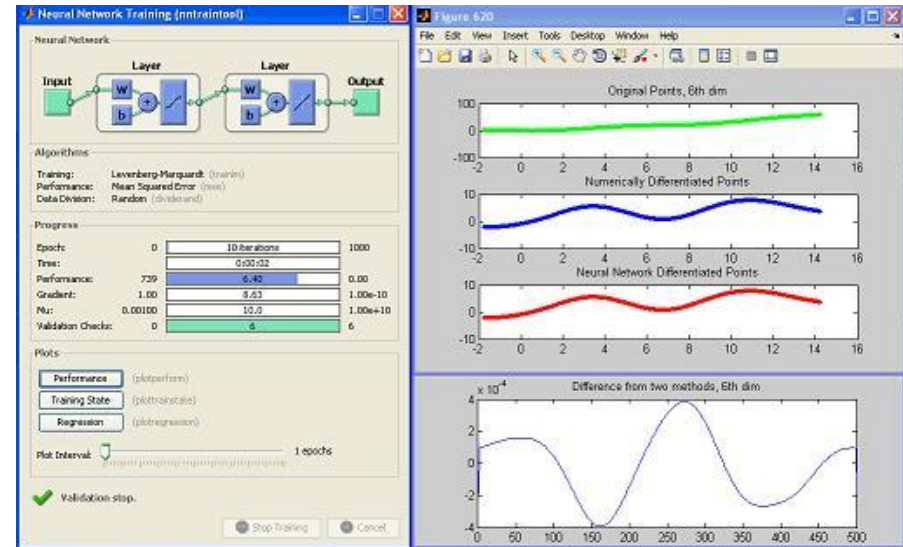 Neural Network Training (nntraintool)
Neural Network
Layer Layer
Input Output
W W
b b
+ +
Algorithms
Training: Levenberg-Marquardt (trainlm)
Performance: Mean Squared Error (mse)
Data Division: Random (dividerand)
Progress
Epoch: 0 10 iterations 1000
Time: 0:00:02
Performance: 739 6.40 0.00
Gradient: 1.00 8.63 1.00e-10
Mu: 0.00100 10.0 1.00e+10
Validation Checks: 0 6 6
Plots
Performance (plotperform)
Training State (plottrainstate)
Regression (plotregression)
Plot Interval: 1 epochs
Validation stop.
Stop Training Cancel
Figure 620
File Edit View Insert Tools Desktop Window Help
Original Points, 6th dim
100
0
-100
-2 0 2 4 6 8 10 12 14 16
Numerically Differentiated Points
10
0
-10
-2 0 2 4 6 8 10 12 14 16
Neural Network Differentiated Points
10
0
-10
-2 0 2 4 6 8 10 12 14 16
x 10-4
Difference from two methods, 6th dim
4
2
0
-2
-4
0 50 100 150 200 250 300 350 400 450 500